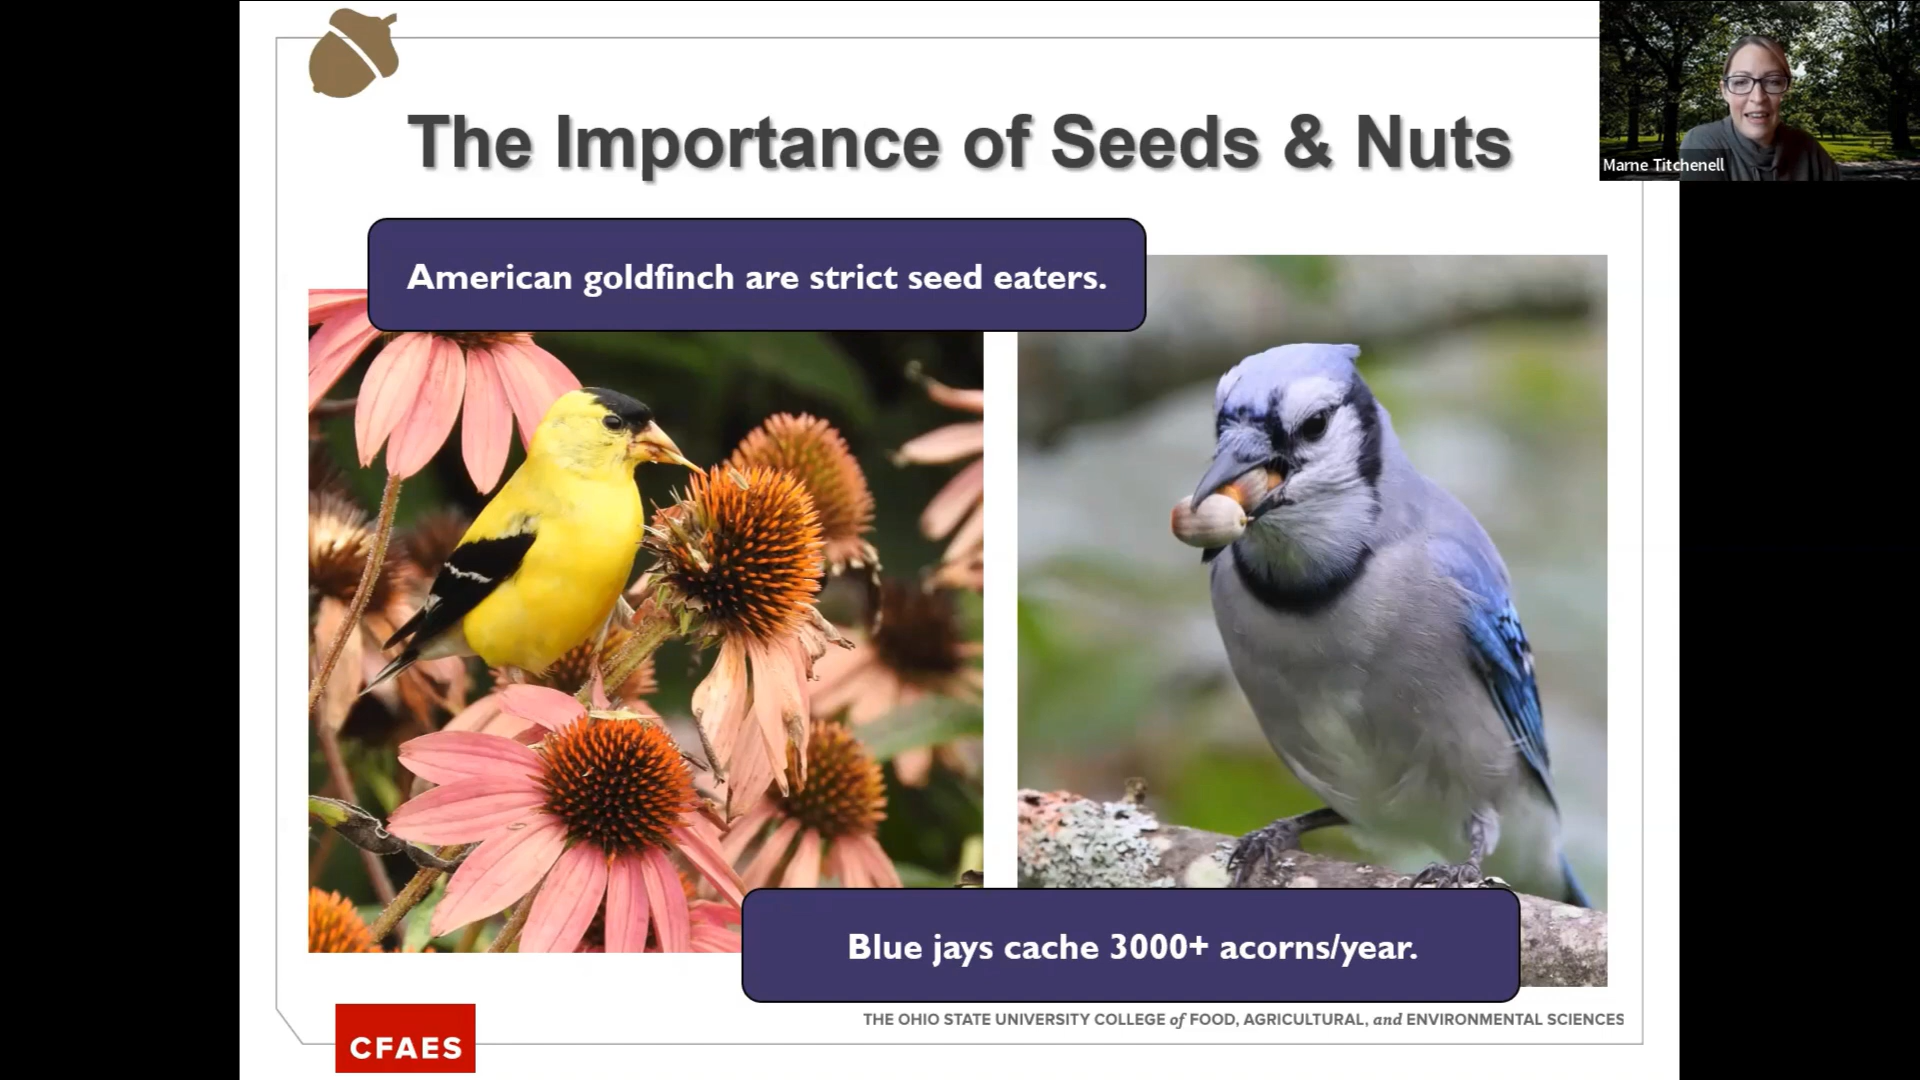 The Importance of Seeds & Nuts
Marne Titchenell
American goldfinch are strict seed eaters.
Blue jays cache 3000+ acorns/year.
THE OHIO STATE UNIVERSITY COLLEGE of FOOD, AGRICULTURAL, and ENVIRONMENTAL SCIENCES
CFAES